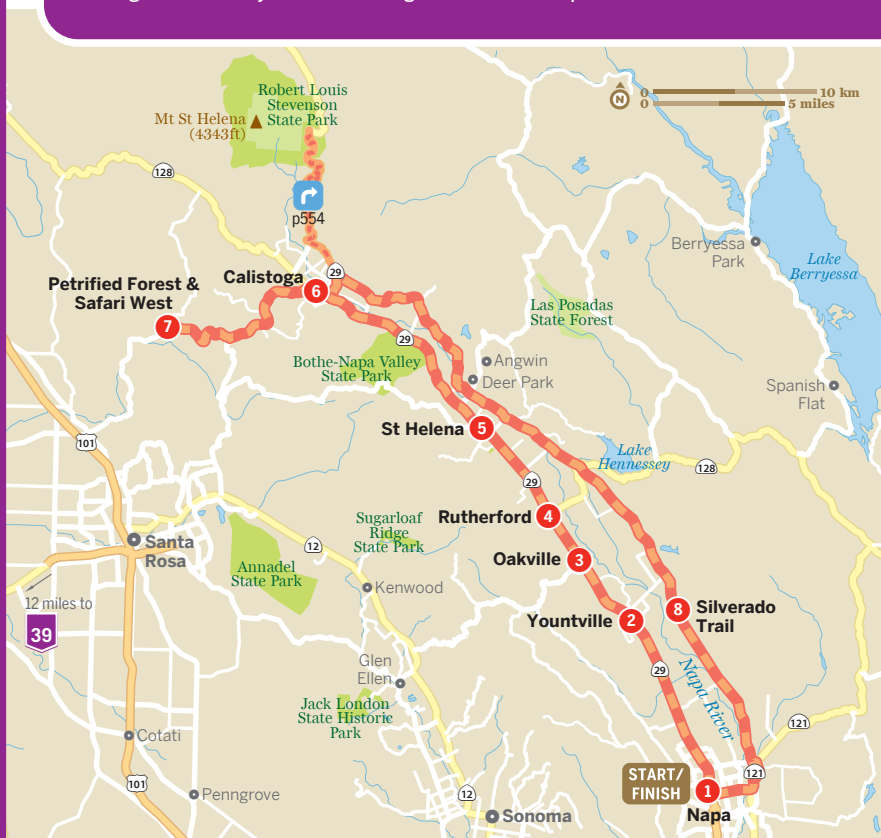 Robert Louis
Stevenson
State Park
Mt St Helena
(4343ft)
N
0 10 km
0 5 miles
128
p554
Berryessa
Park
Lake
Berryessa
Petrified Forest &
Safari West
7
Calistoga
6
29
Las Posadas
State Forest
29
Bothe-Napa Valley
State Park
Angwin
Deer Park
Spanish
Flat
St Helena
5
101
Lake
Hennessey
128
29
Rutherford
4
Sugarloaf
Ridge
State Park
12
Santa
Rosa
Annadel
State Park
Oakville
3
Kenwood
12 miles to
39
Yountville
2
8
Silverado
Trail
Glen
Ellen
29
Napa River
Jack London
State Historic
Park
121
Cotati
101
121
START/
FINISH
1
Napa
Penngrove
12
Sonoma